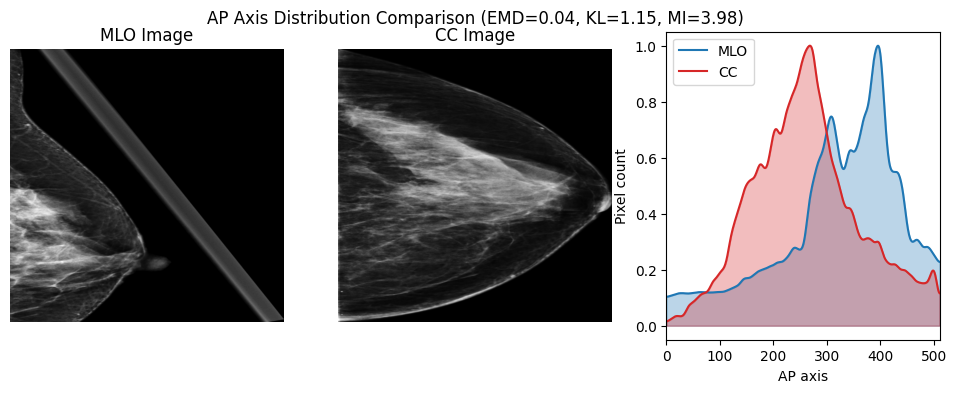 AP Axis Distribution Comparison (EMD=0.04, KL=1.15, MI=3.98)
MLO Image
CC Image
MLO
CC
Pixel count
1.0
0.8
0.6
0.4
0.2
0.0
0 100 200 300 400 500
AP axis